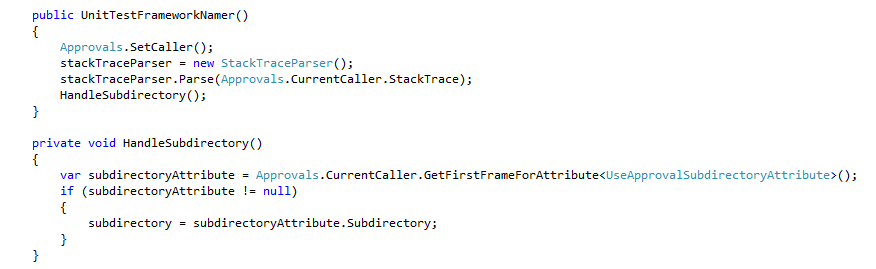 public UnitTestFrameworkNamer()
{
    Approvals.SetCaller();
    stackTraceParser = new StackTraceParser();
    stackTraceParser.Parse(Approvals.CurrentCaller.StackTrace);
    HandleSubdirectory();
}

private void HandleSubdirectory()
{
    var subdirectoryAttribute = Approvals.CurrentCaller.GetFirstFrameForAttribute<UseApprovalSubdirectoryAttribute>();
    if (subdirectoryAttribute != null)
    {
        subdirectory = subdirectoryAttribute.Subdirectory;
    }
}